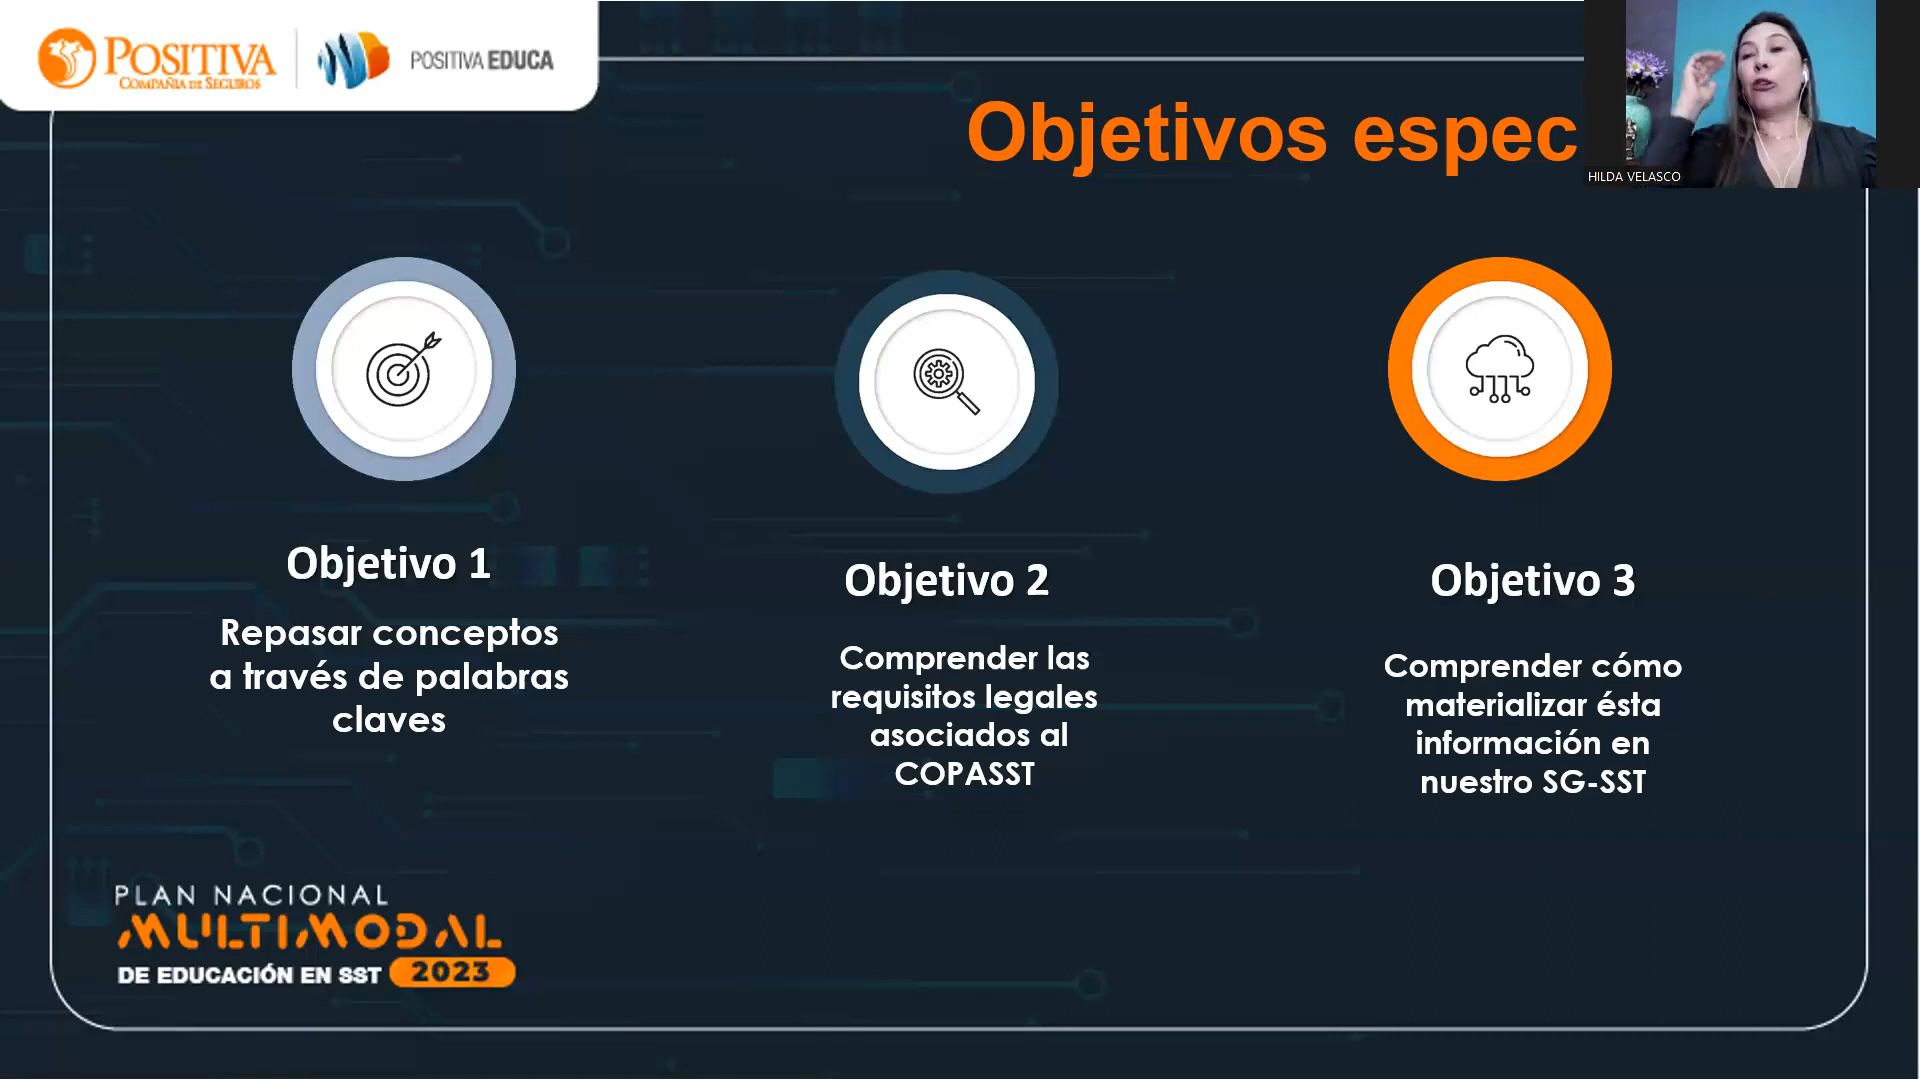 POSITIVA
COMPAÑIA DE SEGUROS
POSITIVA EDUCA
Objetivos espec
HILDA VELASCO
Objetivo 1
Repasar conceptos
a través de palabras
claves
Objetivo 2
Comprender las
requisitos legales
asociados al
COPASST
Objetivo 3
Comprender cómo
materializar ésta
información en
nuestro SG-SST
PLAN NACIONAL
MULTIMODAL
DE EDUCACIÓN EN SST 2023